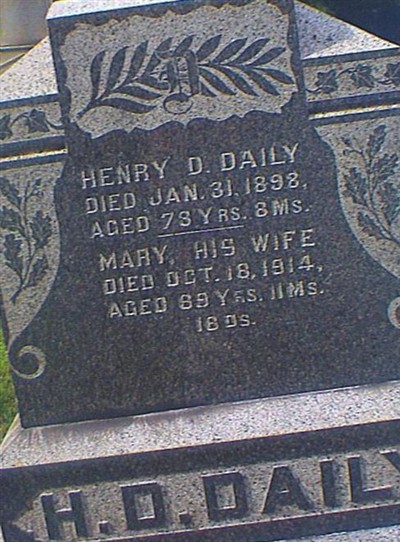 D
HENRY D. DAILY
DIED JAN. 31, 1898,
AGED 73 YRS. 8 MS.
MARY, HIS WIFE
DIED OCT. 18, 1914,
AGED 89 YRS. 11 MS.
18 DS.
H.D. DAILY